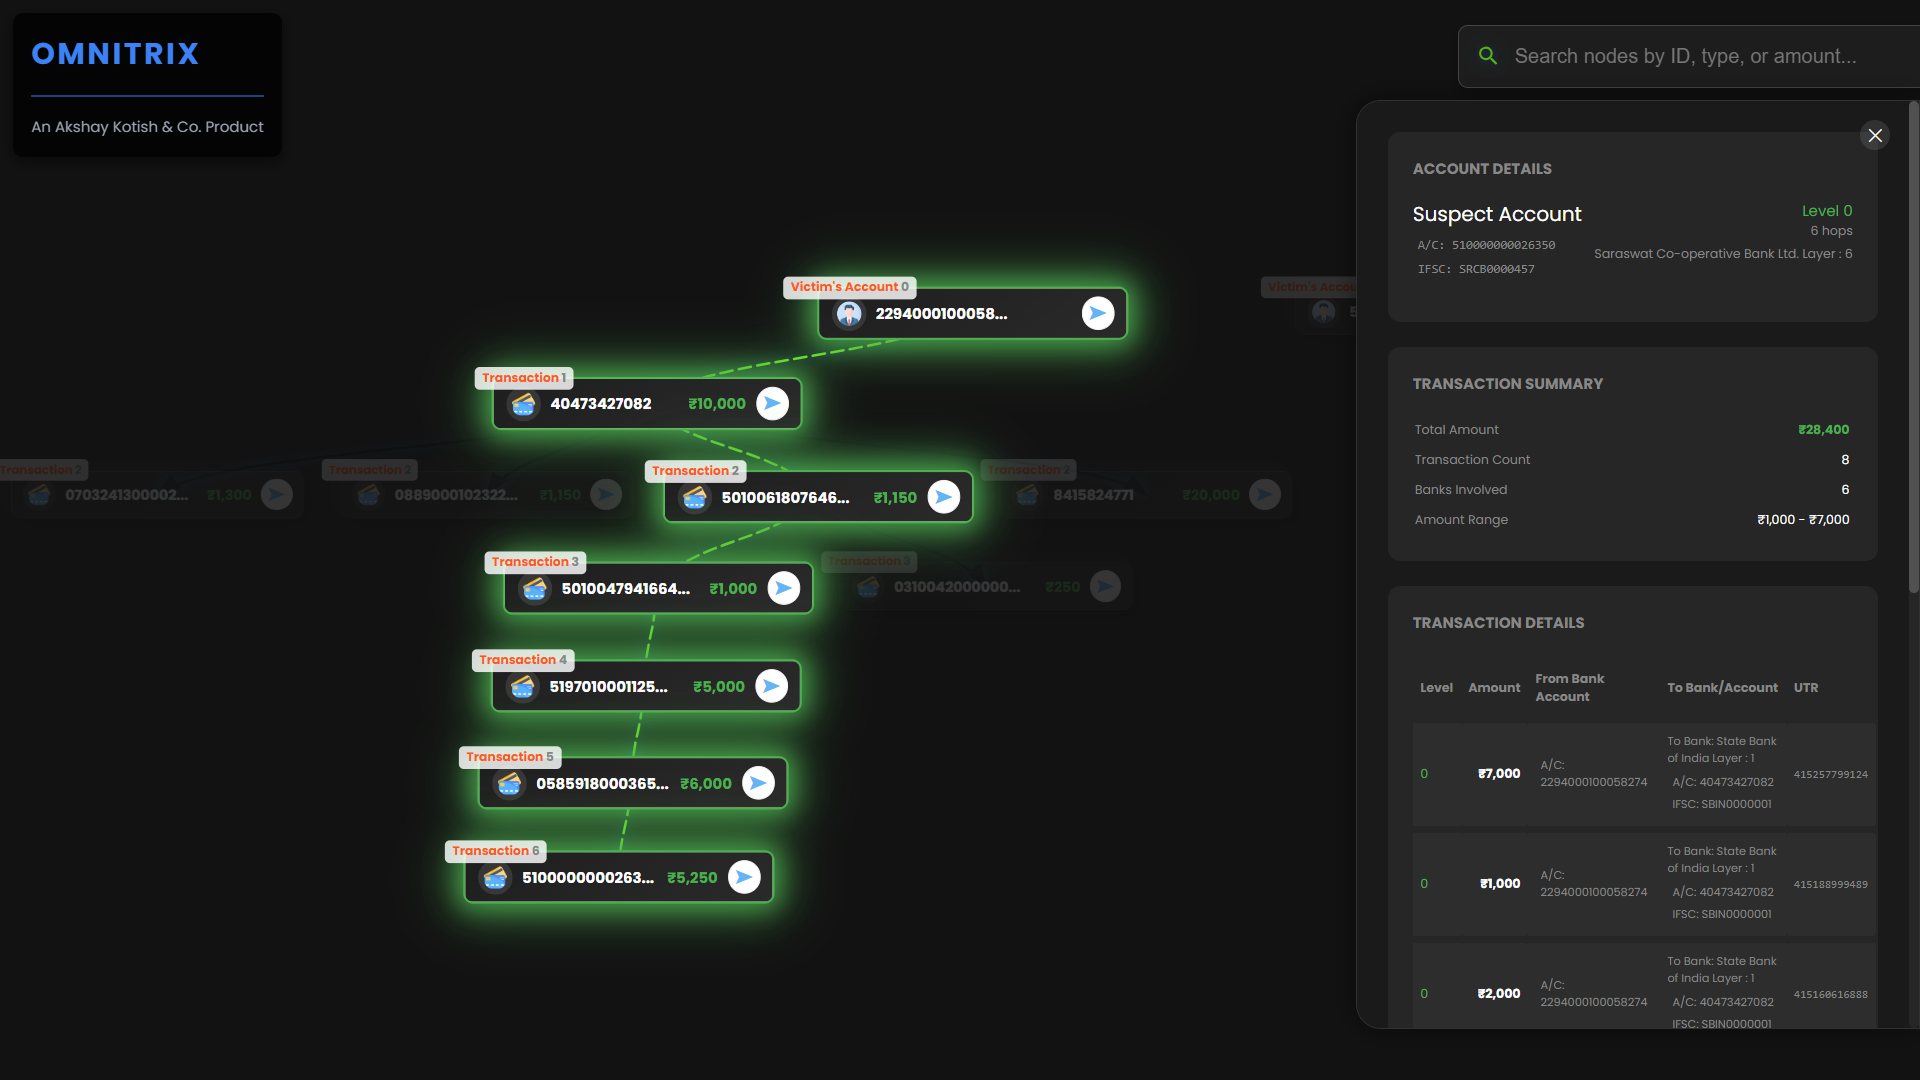 OMNITRIX
An Akshay Kotish & Co. Product
Search nodes by ID, type, or amount...
Victim's Account 0
2294000100058...
Victim's Accou
5
Transaction 1
40473427082 ₹10,000
Transaction 2
0703241300002... ₹1,300
Transaction 2
0889000102322... ₹1,150
Transaction 2
5010061807646... ₹1,150
Transaction 2
8415824771 ₹20,000
Transaction 3
5010047941664... ₹1,000
Transaction 3
0310042000000... ₹250
Transaction 4
5197010001125... ₹5,000
Transaction 5
0585918000365... ₹6,000
Transaction 6
5100000000263... ₹5,250
ACCOUNT DETAILS
Suspect Account
Level 0
A/C: 510000000026350
6 hops
IFSC: SRCB0000457
Saraswat Co-operative Bank Ltd. Layer : 6
TRANSACTION SUMMARY
Total Amount ₹28,400
Transaction Count 8
Banks Involved 6
Amount Range ₹1,000 - ₹7,000
TRANSACTION DETAILS
Level Amount From Bank Account To Bank/Account UTR
0 ₹7,000 A/C: 2294000100058274 To Bank: State Bank of India Layer : 1 A/C: 40473427082 IFSC: SBIN0000001 415257799124
0 ₹1,000 A/C: 2294000100058274 To Bank: State Bank of India Layer : 1 A/C: 40473427082 IFSC: SBIN0000001 415188999489
0 ₹2,000 A/C: 2294000100058274 To Bank: State Bank of India Layer : 1 A/C: 40473427082 IFSC: SBIN0000001 415160616888